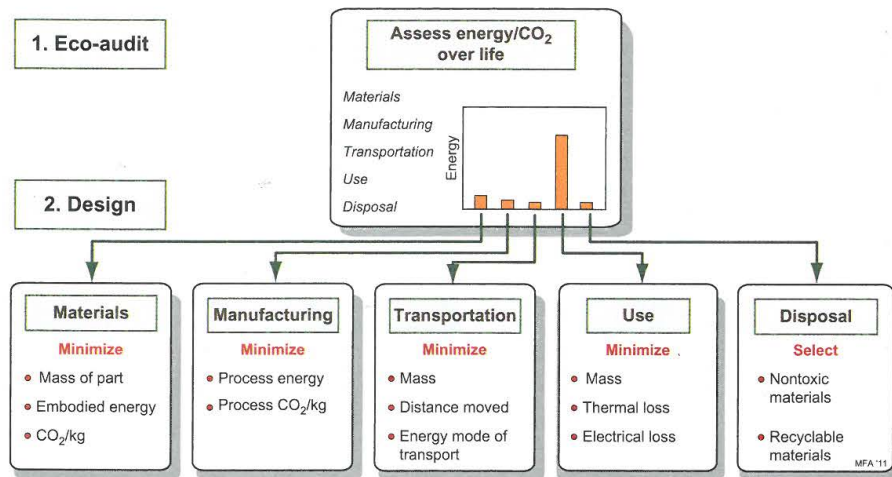 1. Eco-audit
Assess energy/CO₂
over life
Materials
Manufacturing
Transportation
Use
Disposal
Energy
2. Design
Materials
Minimize
• Mass of part
• Embodied energy
• CO₂/kg
Manufacturing
Minimize
• Process energy
• Process CO₂/kg
Transportation
Minimize
• Mass
• Distance moved
• Energy mode of
transport
Use
Minimize
• Mass
• Thermal loss
• Electrical loss
Disposal
Select
• Nontoxic
materials
• Recyclable
materials
MFA '11